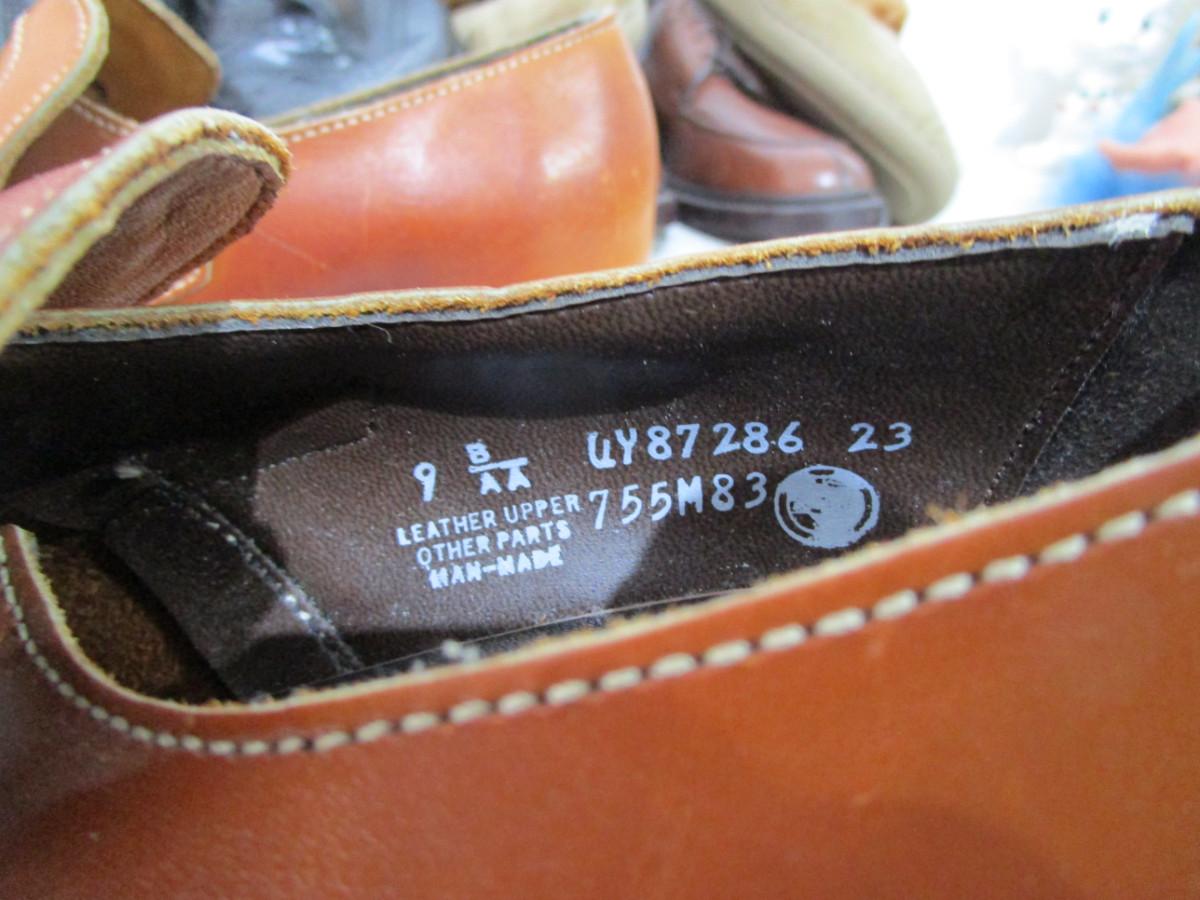 9 B/AA UY87286 23
LEATHER UPPER 755M83
OTHER PARTS
MAN-MADE